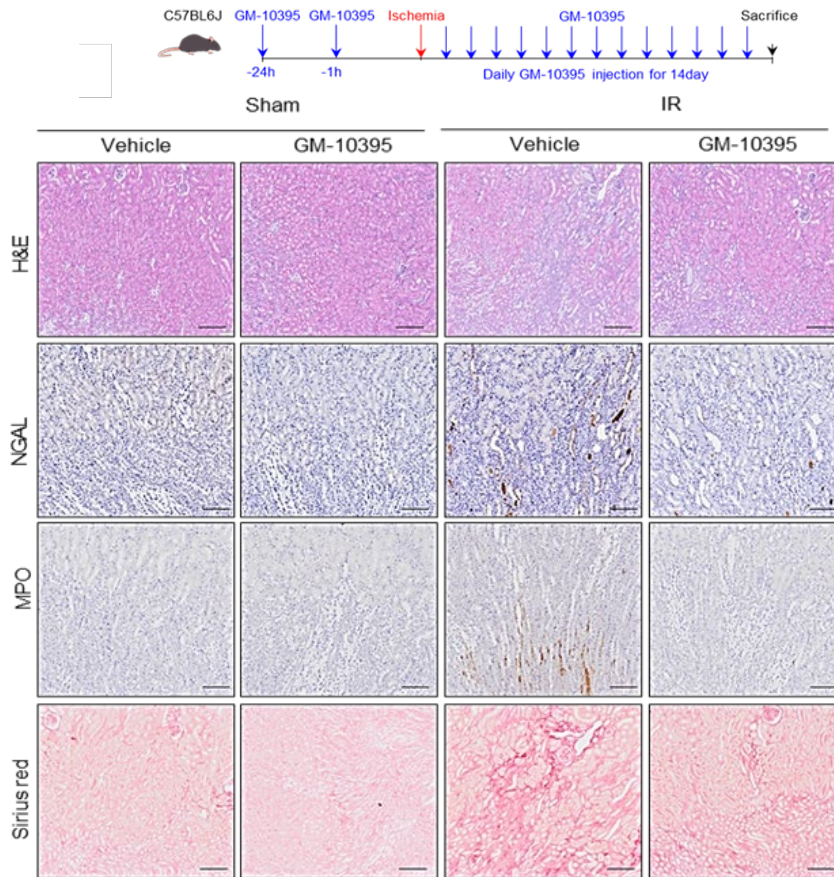 C57BL6J GM-10395 GM-10395 Ischemia GM-10395 Sacrifice
-24h -1h Daily GM-10395 injection for 14day
Sham IR
Vehicle GM-10395 Vehicle GM-10395
H&E
NGAL
MPO
Sirius red